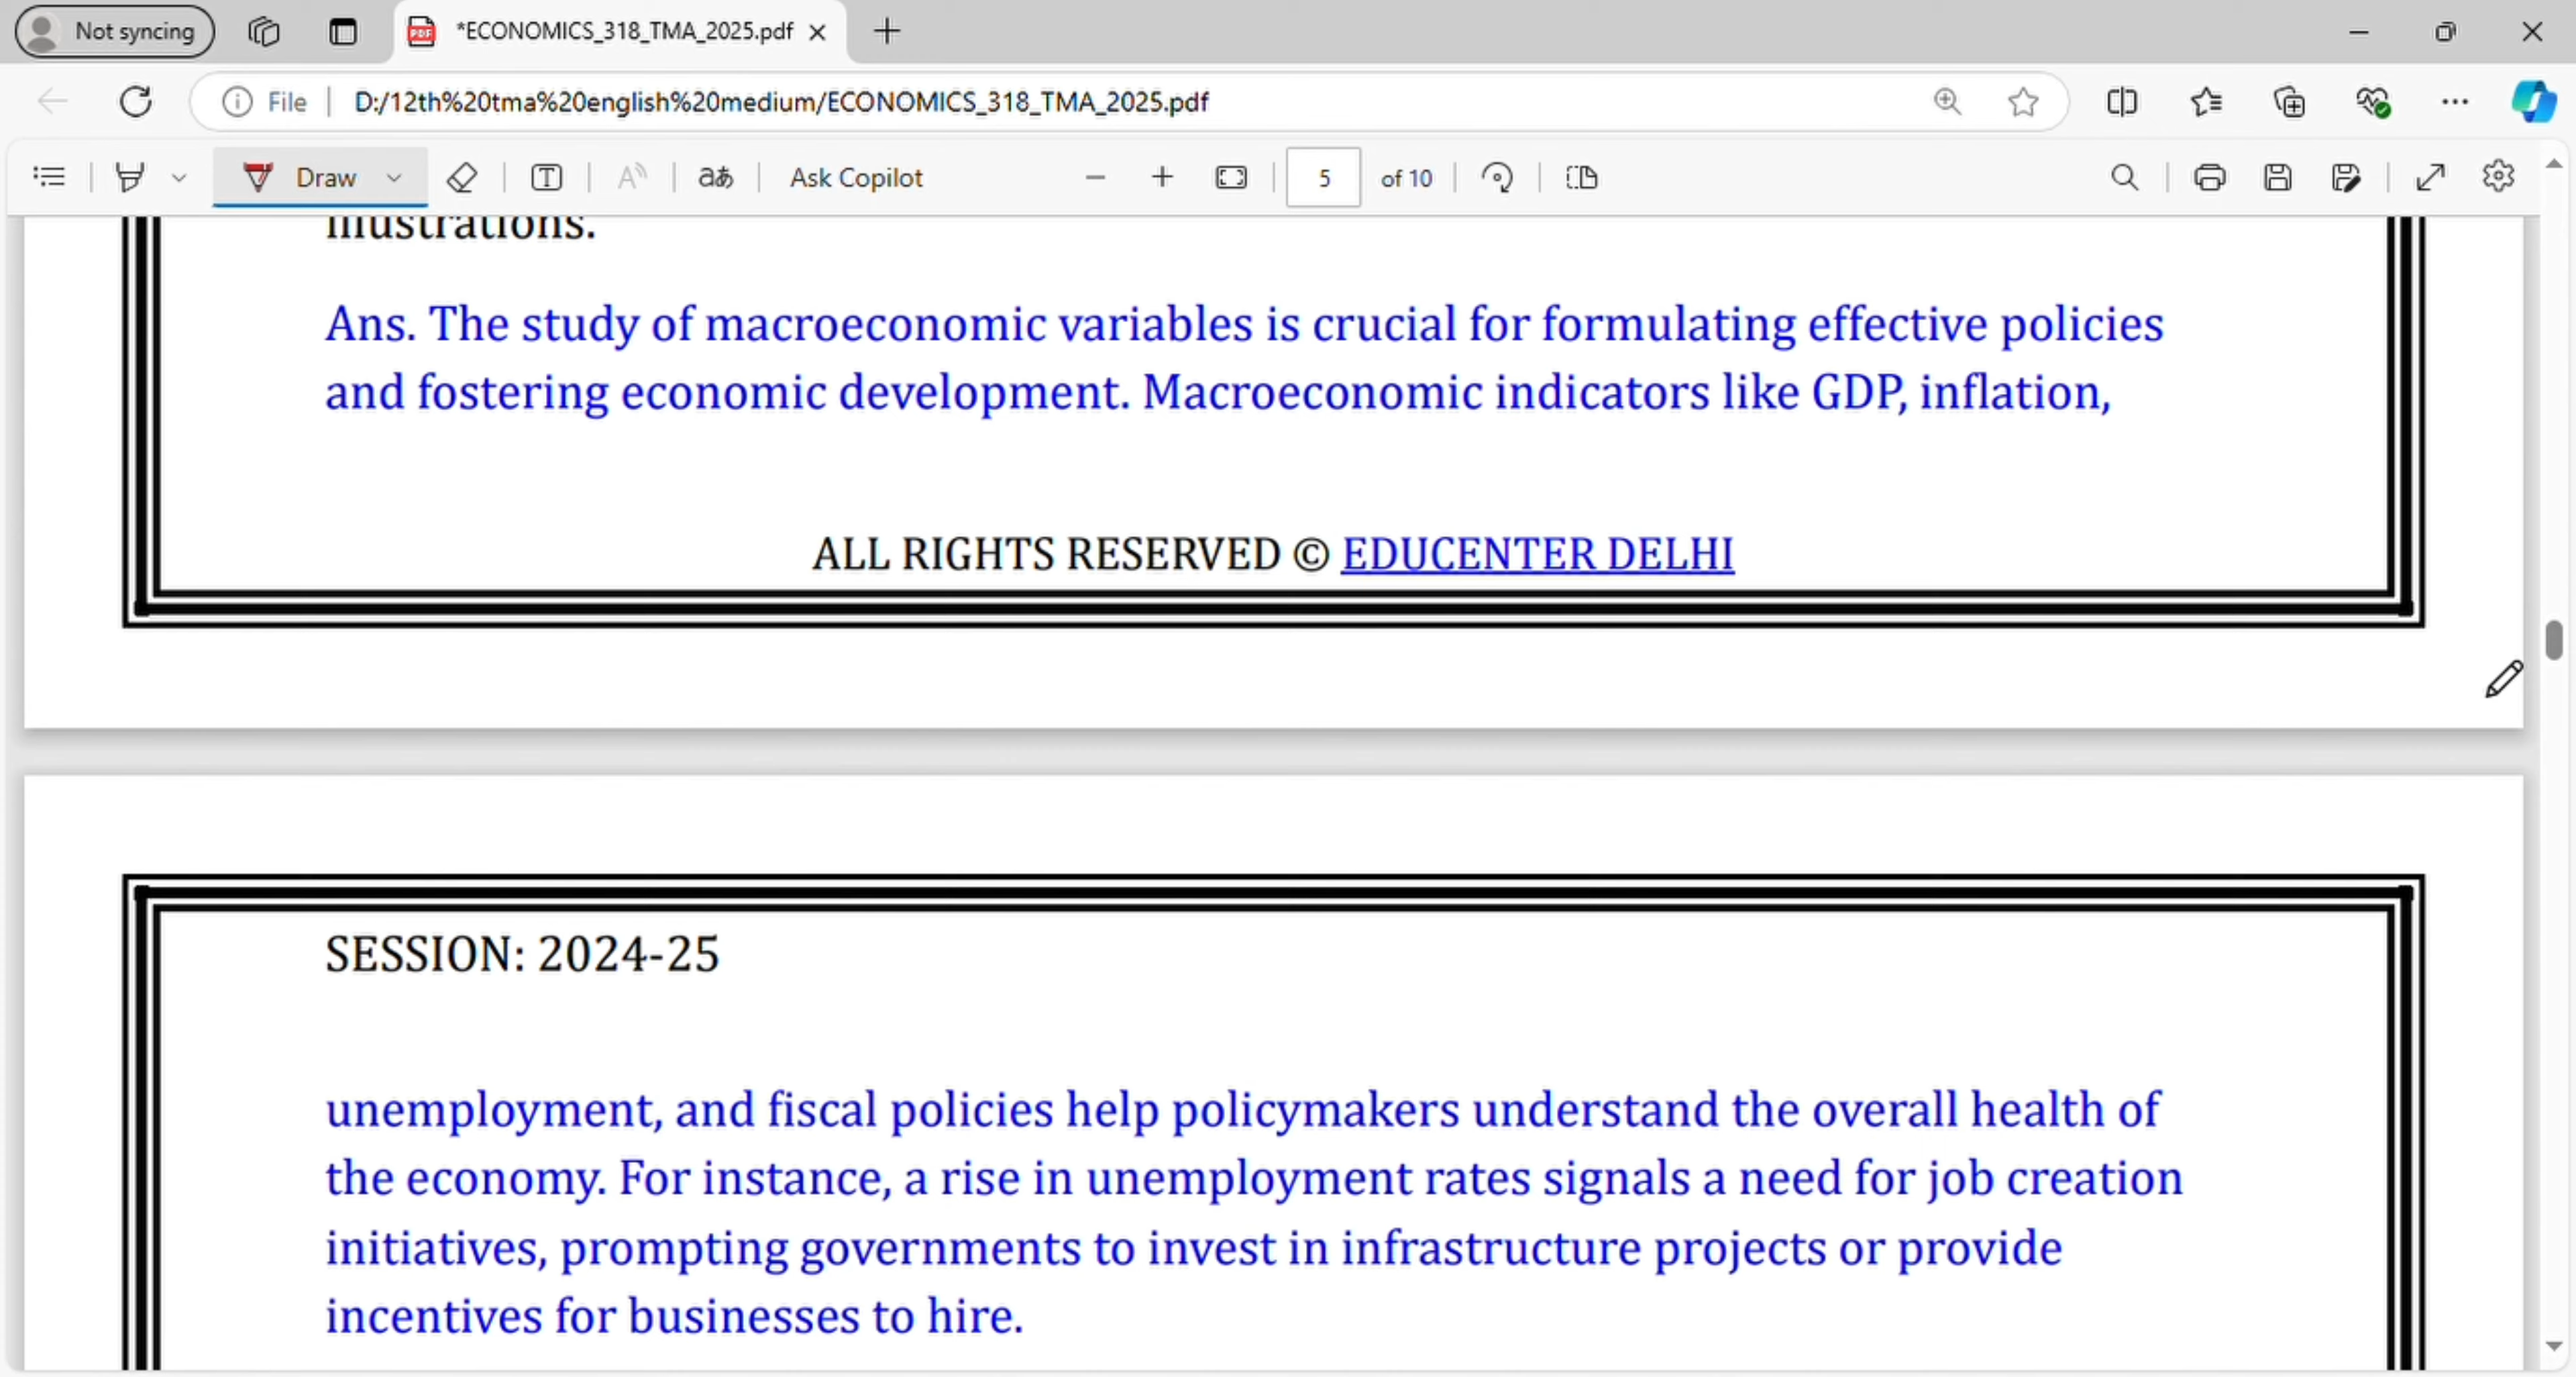 Not syncing
*ECONOMICS_318_TMA_2025.pdf
File
D:/12th%20tma%20english%20medium/ECONOMICS_318_TMA_2025.pdf
Draw
aあ
Ask Copilot
5 of 10
illustrations.
Ans. The study of macroeconomic variables is crucial for formulating effective policies
and fostering economic development. Macroeconomic indicators like GDP, inflation,
ALL RIGHTS RESERVED © EDUCENTER DELHI
SESSION: 2024-25
unemployment, and fiscal policies help policymakers understand the overall health of
the economy. For instance, a rise in unemployment rates signals a need for job creation
initiatives, prompting governments to invest in infrastructure projects or provide
incentives for businesses to hire.